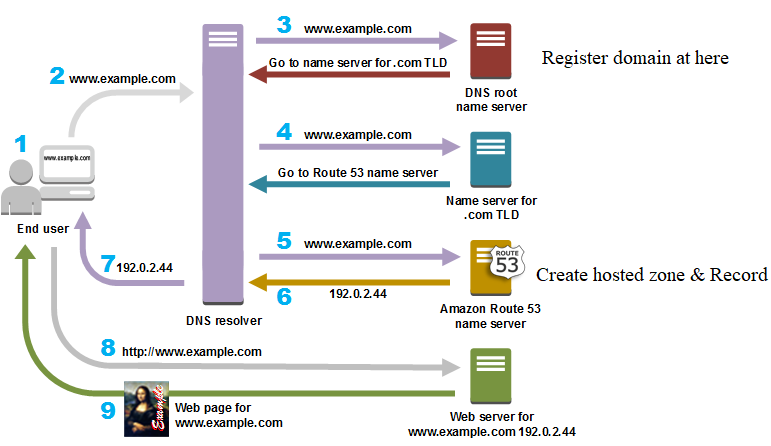 3 www.example.com
Go to name server for .com TLD
DNS root
name server
Register domain at here
2 www.example.com
1
www.example.com
End user
4 www.example.com
Go to Route 53 name server
Name server for
.com TLD
5 www.example.com
6 192.0.2.44
ROUTE
53
Amazon Route 53
name server
Create hosted zone & Record
7 192.0.2.44
DNS resolver
8 http://www.example.com
9
Example
Web page for
www.example.com
Web server for
www.example.com 192.0.2.44